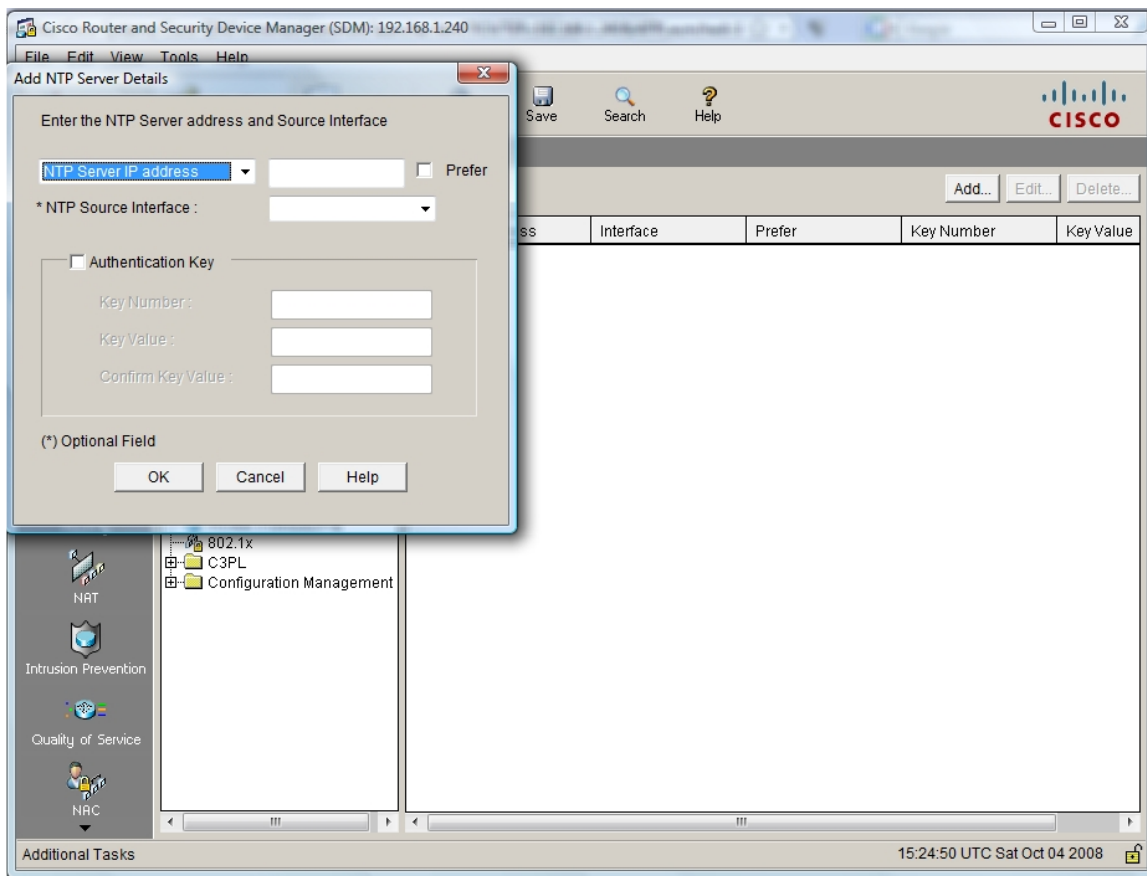 Cisco Router and Security Device Manager (SDM): 192.168.1.240
File Edit View Tools Help
Add NTP Server Details
Enter the NTP Server address and Source Interface
NTP Server IP address
Prefer
* NTP Source Interface :
Authentication Key
Key Number :
Key Value :
Confirm Key Value :
(*) Optional Field
OK Cancel Help
Save Search Help
CISCO
Add... Edit... Delete...
ss Interface Prefer Key Number Key Value
802.1x
C3PL
Configuration Management
NAT
Intrusion Prevention
Quality of Service
NAC
Additional Tasks
15:24:50 UTC Sat Oct 04 2008